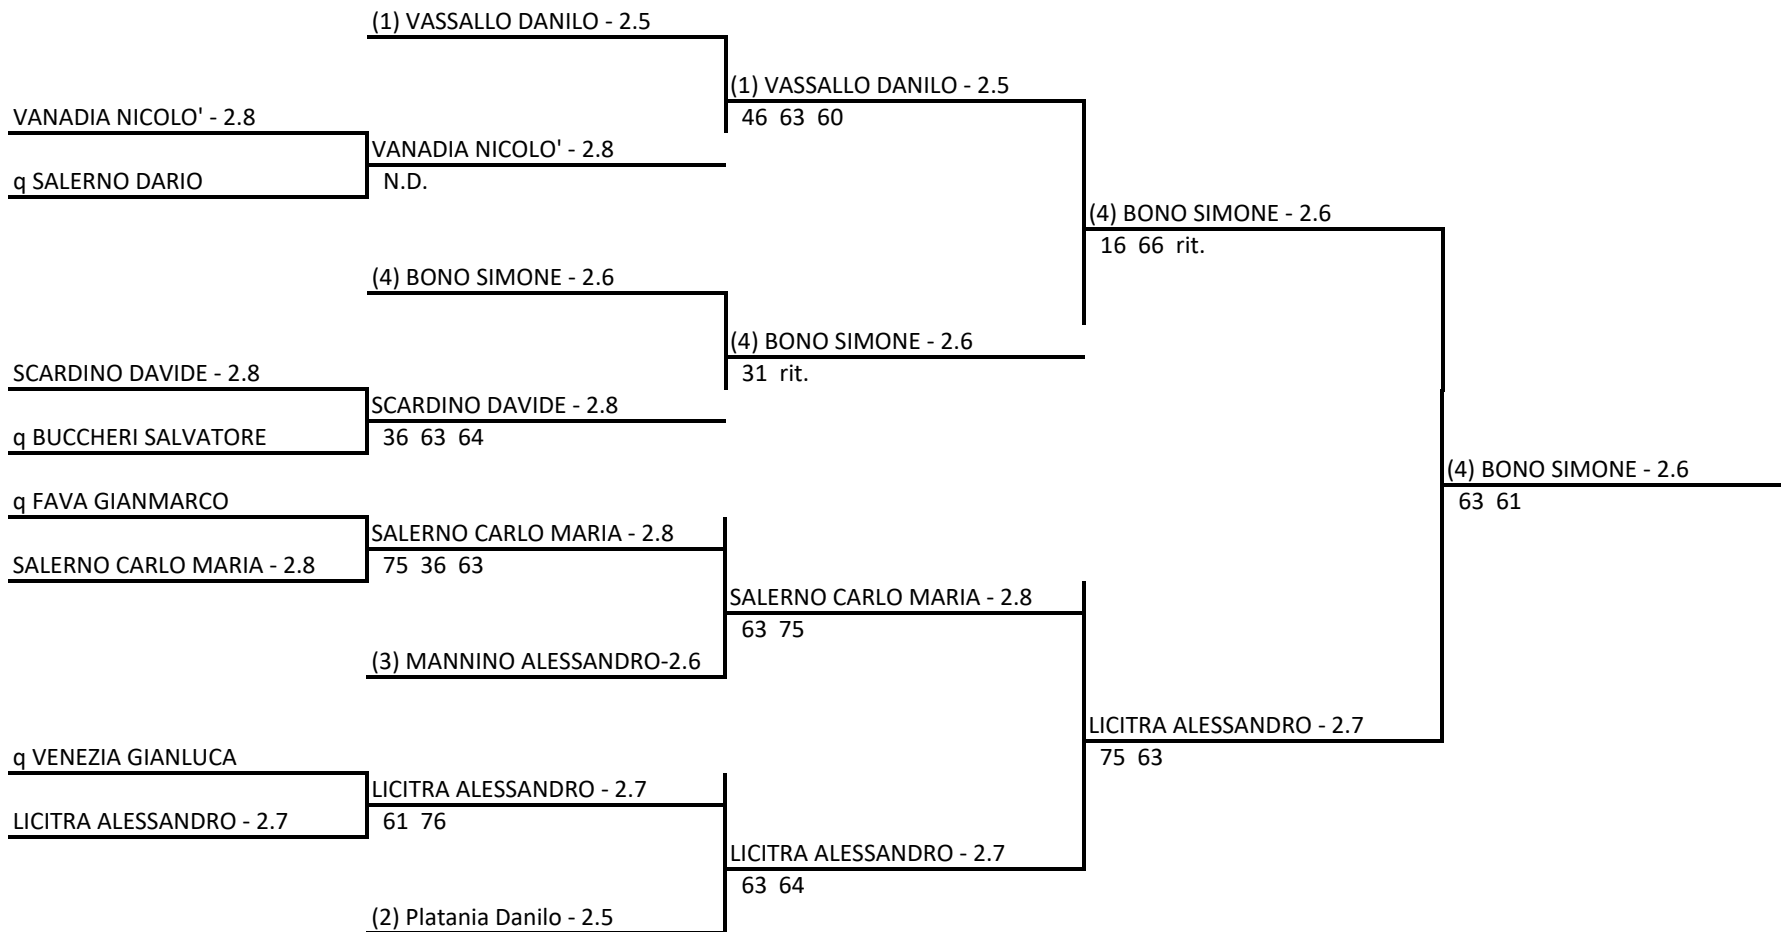 (1) VASSALLO DANILO - 2.5
(1) VASSALLO DANILO - 2.5
VANADIA NICOLO' - 2.8
46 63 60
VANADIA NICOLO' - 2.8
q SALERNO DARIO
N.D.
(4) BONO SIMONE - 2.6
16 66 rit.
(4) BONO SIMONE - 2.6
(4) BONO SIMONE - 2.6
SCARDINO DAVIDE - 2.8
31 rit.
SCARDINO DAVIDE - 2.8
q BUCCHERI SALVATORE
36 63 64
(4) BONO SIMONE - 2.6
q FAVA GIANMARCO
63 61
SALERNO CARLO MARIA - 2.8
SALERNO CARLO MARIA - 2.8
75 36 63
SALERNO CARLO MARIA - 2.8
63 75
(3) MANNINO ALESSANDRO-2.6
LICITRA ALESSANDRO - 2.7
q VENEZIA GIANLUCA
75 63
LICITRA ALESSANDRO - 2.7
LICITRA ALESSANDRO - 2.7
61 76
LICITRA ALESSANDRO - 2.7
63 64
(2) Platania Danilo - 2.5